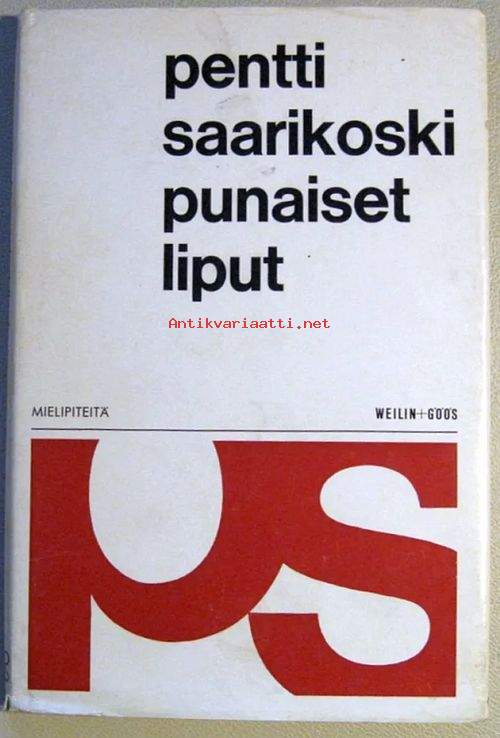 pentti
saarikoski
punaiset
liput
Antikvariaatti.net
MIELIPITEITÄ
WEILIN+GÖÖS
ps